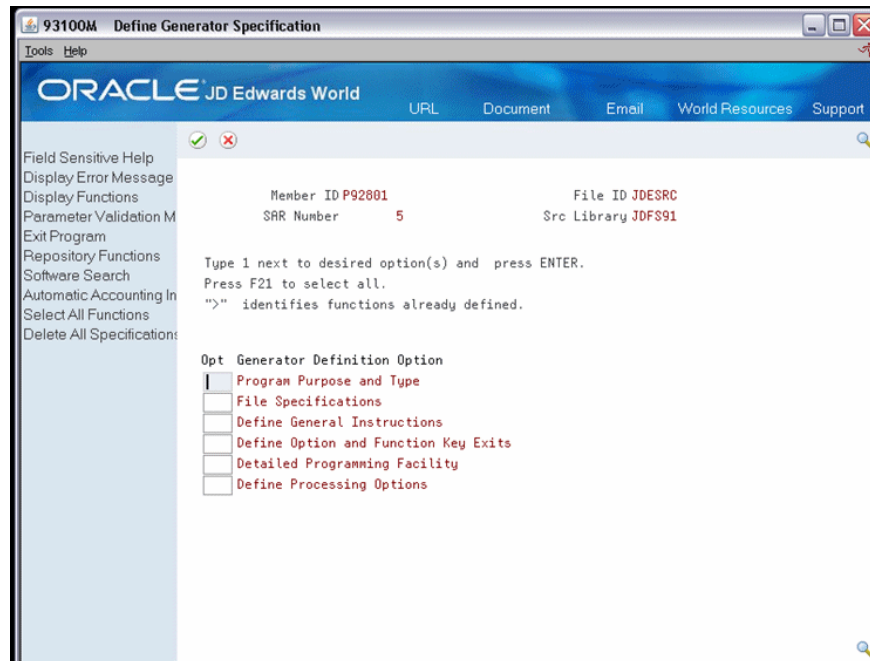 93100M Define Generator Specification
Tools Help
ORACLE JD Edwards World
URL Document Email World Resources Support
Field Sensitive Help
Display Error Message
Display Functions
Parameter Validation M
Exit Program
Repository Functions
Software Search
Automatic Accounting In
Select All Functions
Delete All Specifications
Member ID P92801 File ID JDESRC
SAR Number 5 Src Library JDFS91
Type 1 next to desired option(s) and press ENTER.
Press F21 to select all.
">" identifies functions already defined.
Opt Generator Definition Option
Program Purpose and Type
File Specifications
Define General Instructions
Define Option and Function Key Exits
Detailed Programming Facility
Define Processing Options